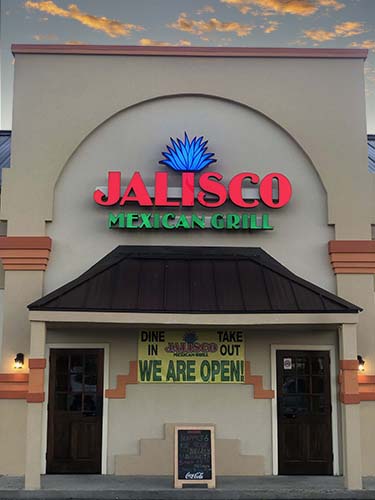 JALISCO
MEXICAN GRILL
DINE IN
JALISCO
MEXICAN GRILL
TAKE OUT
WE ARE OPEN!
Coca-Cola